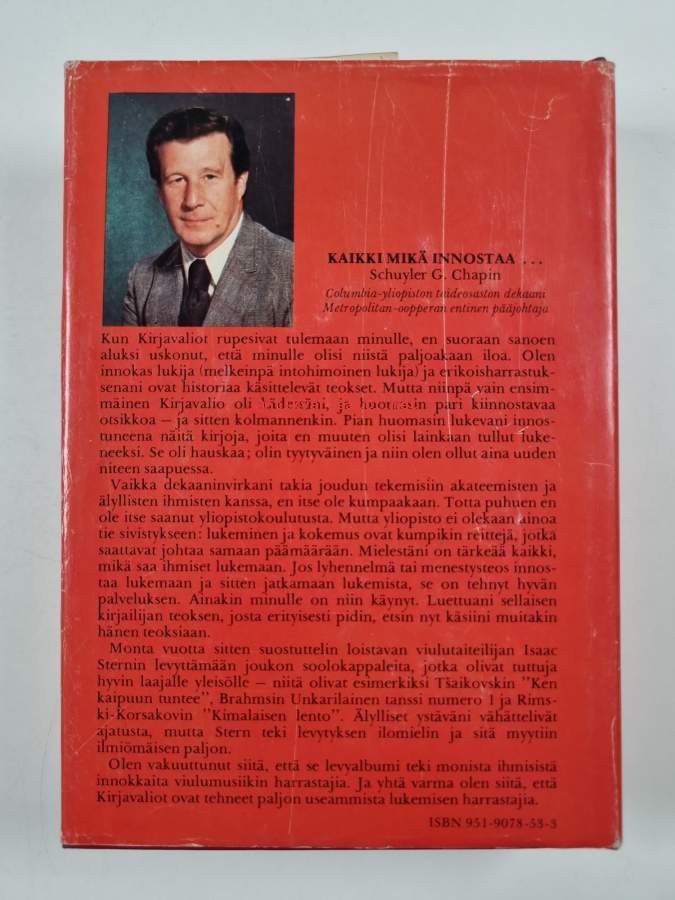 KAIKKI MIKÄ INNOSTAA ...
Schuyler G. Chapin
Columbia-yliopiston taideosaston dekaani
Metropolitan-oopperan entinen pääjohtaja
Kun Kirjavaliot rupesivat tulemaan minulle, en suoraan sanoen
aluksi uskonut, että minulle olisi niistä paljoakaan iloa. Olen
innokas lukija (melkeinpä intohimoinen lukija) ja erikoisharrastuk-
senani ovat historiaa käsittelevät teokset. Mutta niinpä vain ensim-
mäinen Kirjavalio oli kädessäni, ja huomasin pari kiinnostavaa
otsikkoa — ja sitten kolmannenkin. Pian huomasin lukevani innos-
tuneena näitä kirjoja, joita en muuten olisi lainkaan tullut luke-
neeksi. Se oli hauskaa; olin tyytyväinen ja niin olen ollut aina uuden
niteen saapuessa.
Vaikka dekaaninvirkani takia joudun tekemisiin akateemisten ja
älyllisten ihmisten kanssa, en itse ole kumpaakaan. Totta puhuen en
ole itse saanut yliopistokoulutusta. Mutta yliopisto ei olekaan ainoa
tie sivistykseen: lukeminen ja kokemus ovat kumpikin reittejä, jotka
saattavat johtaa samaan päämäärään. Mielestäni on tärkeää kaikki,
mikä saa ihmiset lukemaan. Jos lyhennelmä tai menestysteos innos-
taa lukemaan ja sitten jatkamaan lukemista, se on tehnyt hyvän
palveluksen. Ainakin minulle on niin käynyt. Luettuani sellaisen
kirjailijan teoksen, josta erityisesti pidin, etsin nyt käsiini muitakin
hänen teoksiaan.
Monta vuotta sitten suostuttelin loistavan viulutaiteilijan Isaac
Sternin levyttämään joukon soolokappaleita, jotka olivat tuttuja
hyvin laajalle yleisölle — niitä olivat esimerkiksi Tšaikovskin "Ken
kaipuun tuntee", Brahmsin Unkarilainen tanssi numero 1 ja Rims-
ki-Korsakovin "Kimalaisen lento". Älylliset ystäväni vähättelivät
ajatusta, mutta Stern teki levytyksen ilomielin ja sitä myytiin
ilmiömäisen paljon.
Olen vakuuttunut siitä, että se levyalbumi teki monista ihmisistä
innokkaita viulumusiikin harrastajia. Ja yhtä varma olen siitä, että
Kirjavaliot ovat tehneet paljon useammista lukemisen harrastajia.
ISBN 951-9078-53-3